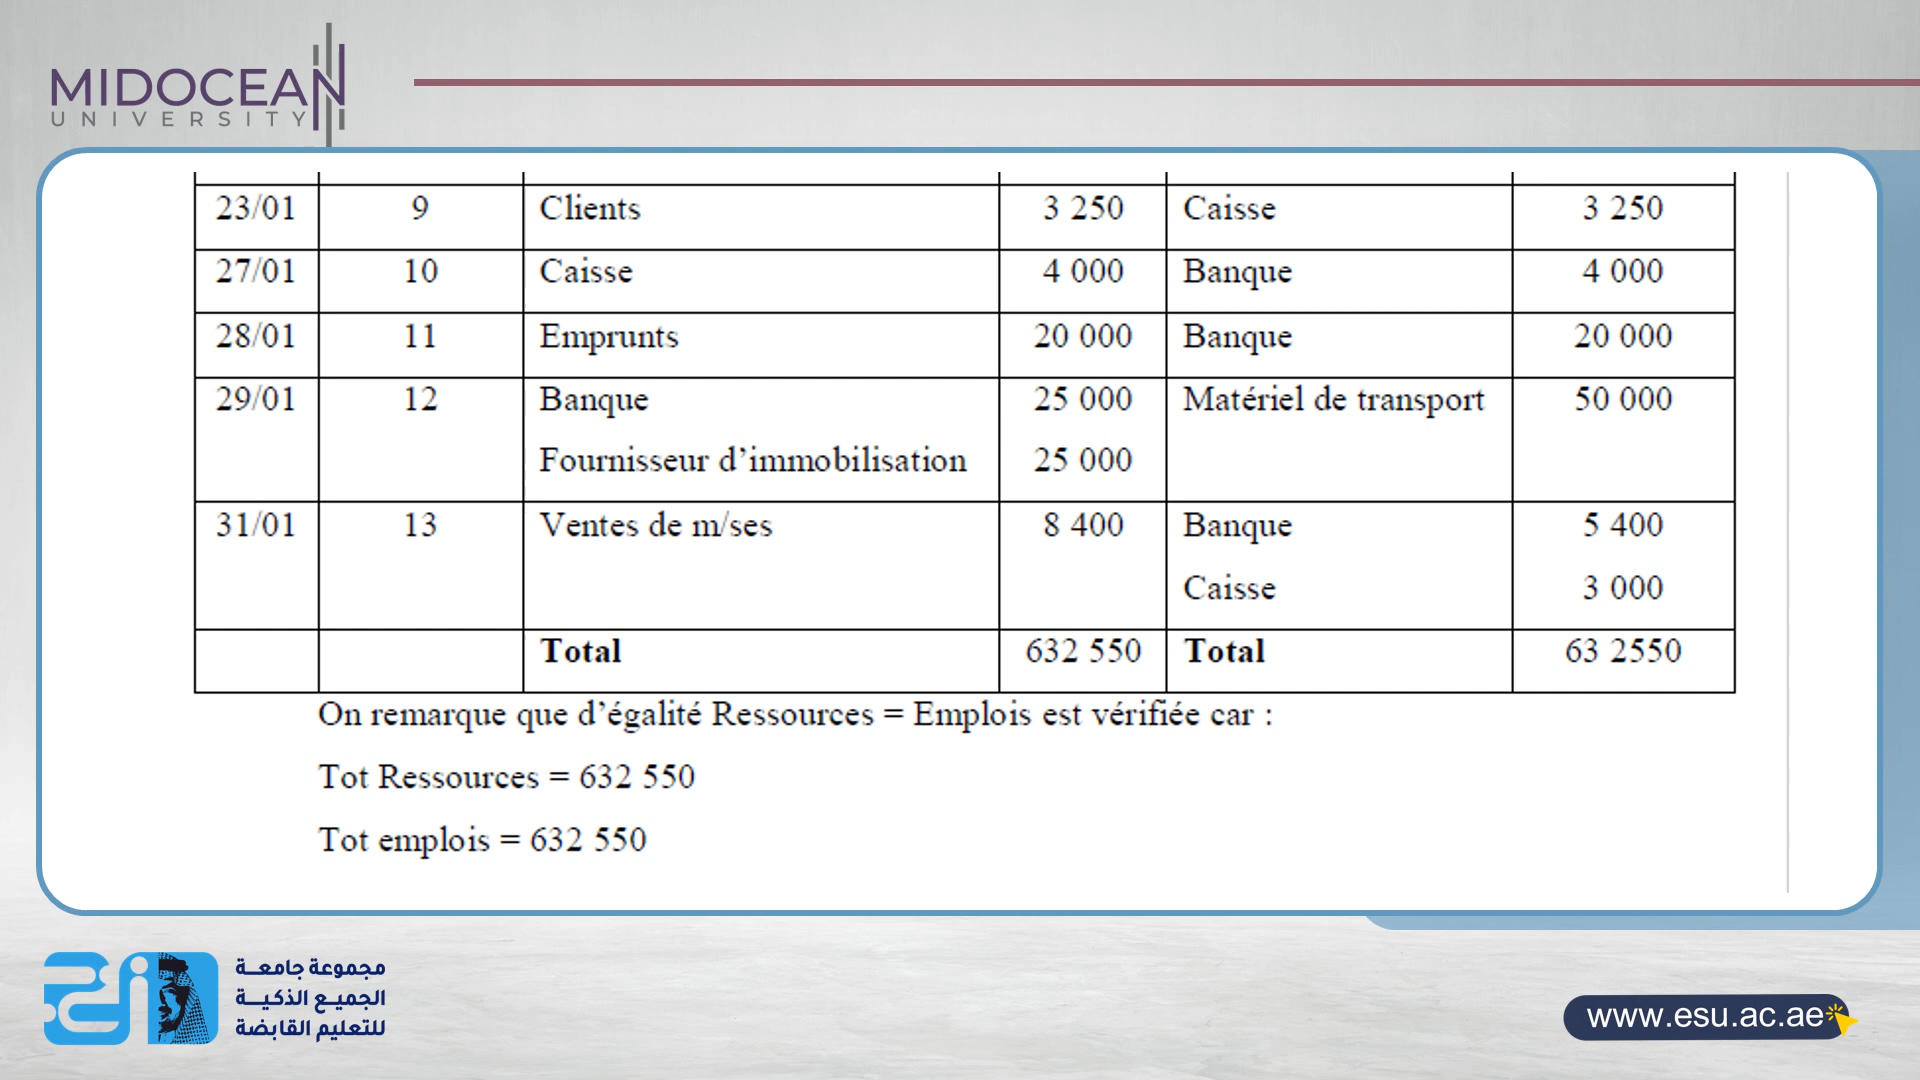 MIDOCEAN
UNIVERSITY
23/01 9 Clients 3 250 Caisse 3 250
27/01 10 Caisse 4 000 Banque 4 000
28/01 11 Emprunts 20 000 Banque 20 000
29/01 12 Banque 25 000 Matériel de transport 50 000
Fournisseur d’immobilisation 25 000
31/01 13 Ventes de m/ses 8 400 Banque 5 400
Caisse 3 000
Total 632 550 Total 63 2550
On remarque que d’égalité Ressources = Emplois est vérifiée car :
Tot Ressources = 632 550
Tot emplois = 632 550
مجموعة جامعة
الجميع الذكية
للتعليم القابضة
www.esu.ac.ae